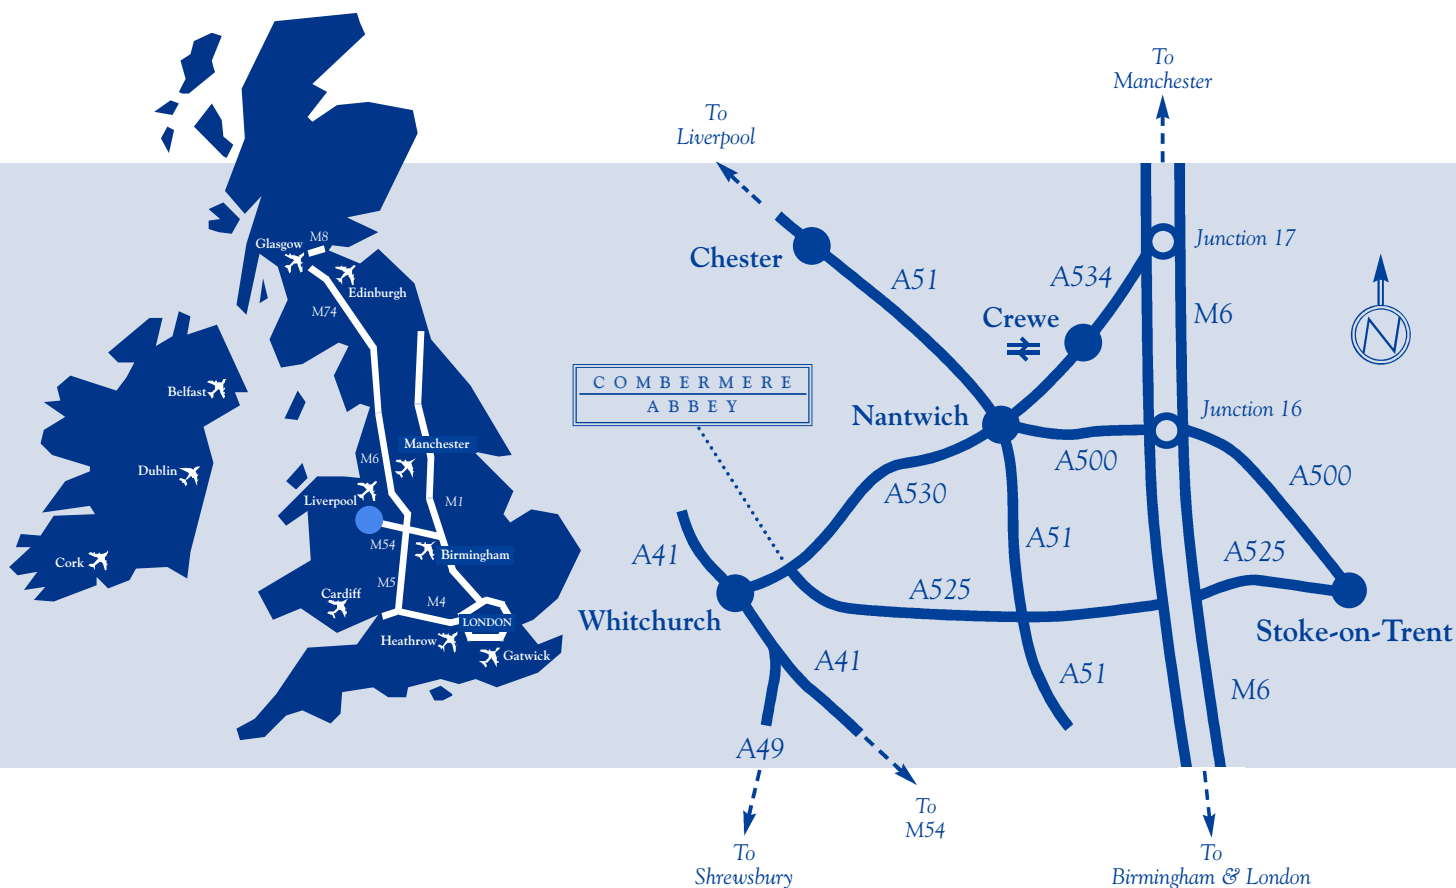 Glasgow
M8
Edinburgh
M74
Belfast
Dublin
Cork
Manchester
M6
Liverpool
M1
M54
Birmingham
M5
Cardiff
M4
LONDON
Heathrow
Gatwick
To
Liverpool
To
Manchester
Chester
A51
A534
Junction 17
Crewe
M6
N
COMBERMERE
ABBEY
Nantwich
Junction 16
A500
A500
A530
A41
A51
A525
A525
Whitchurch
Stoke-on-Trent
A41
A51
M6
A49
To
M54
To
Shrewsbury
To
Birmingham & London